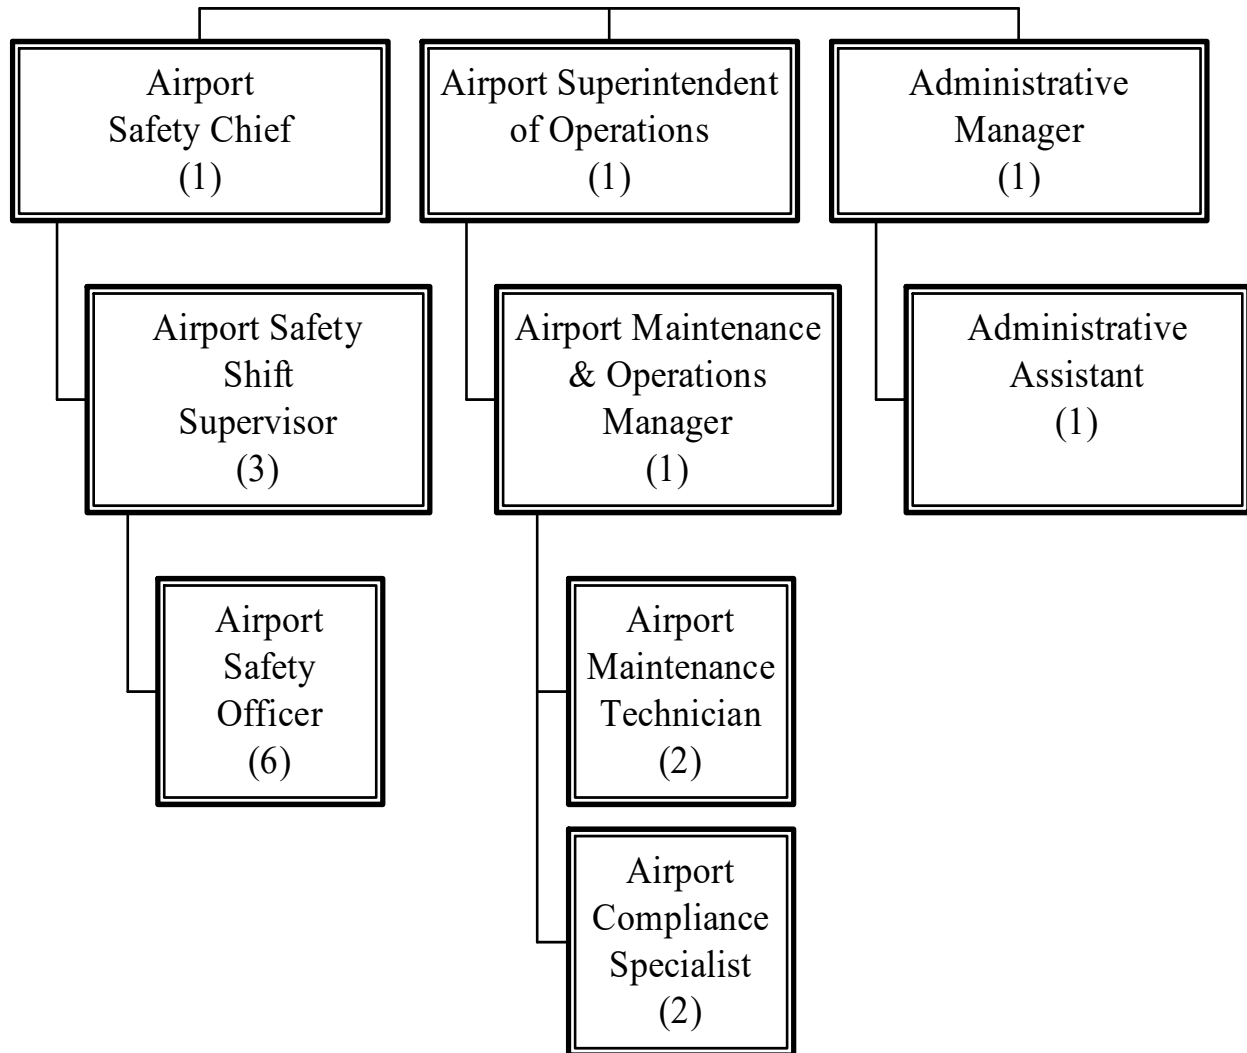 Airport
Safety Chief
(1)
Airport Superintendent
of Operations
(1)
Administrative
Manager
(1)
Airport Safety
Shift
Supervisor
(3)
Airport Maintenance
& Operations
Manager
(1)
Administrative
Assistant
(1)
Airport
Safety
Officer
(6)
Airport
Maintenance
Technician
(2)
Airport
Compliance
Specialist
(2)